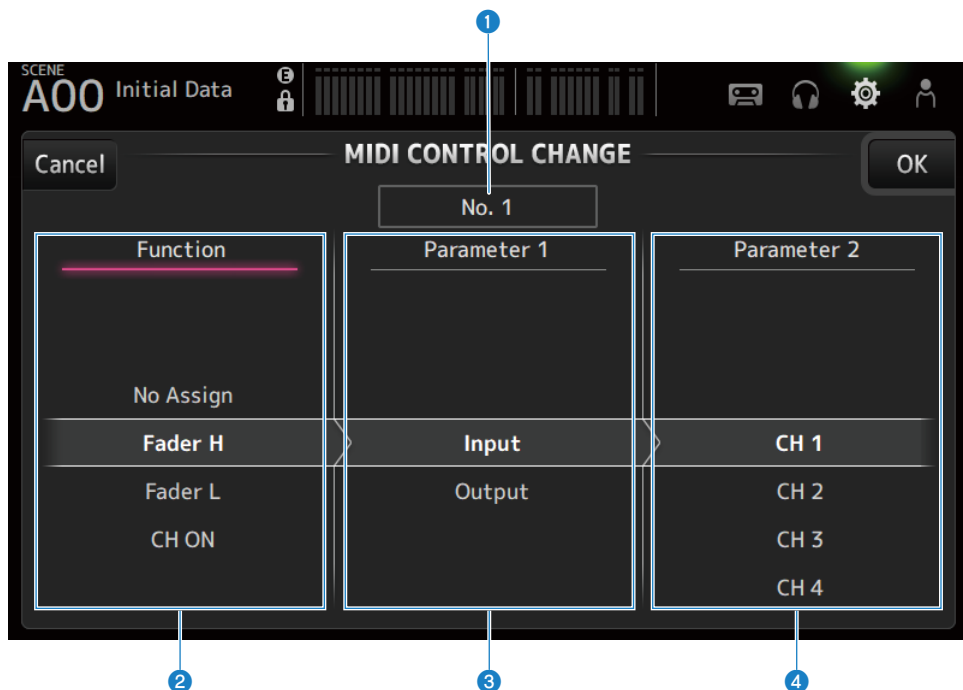 1
SCENE
A00 Initial Data
E
Cancel
MIDI CONTROL CHANGE
OK
No. 1
Function
Parameter 1
Parameter 2
No Assign
Fader H
Input
CH 1
Fader L
Output
CH 2
CH ON
CH 3
CH 4
2
3
4